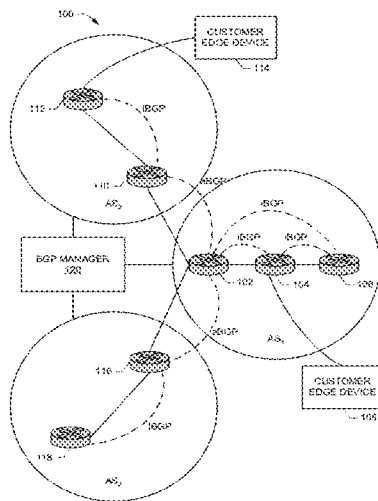 100
CUSTOMER
EDGE DEVICE
114
112
iBGP
110
AS2
eBGP
iBGP
iBGP
iBGP
BGP MANAGER
120
102
104
106
eBGP
AS1
116
iBGP
118
CUSTOMER
EDGE DEVICE
108
AS3